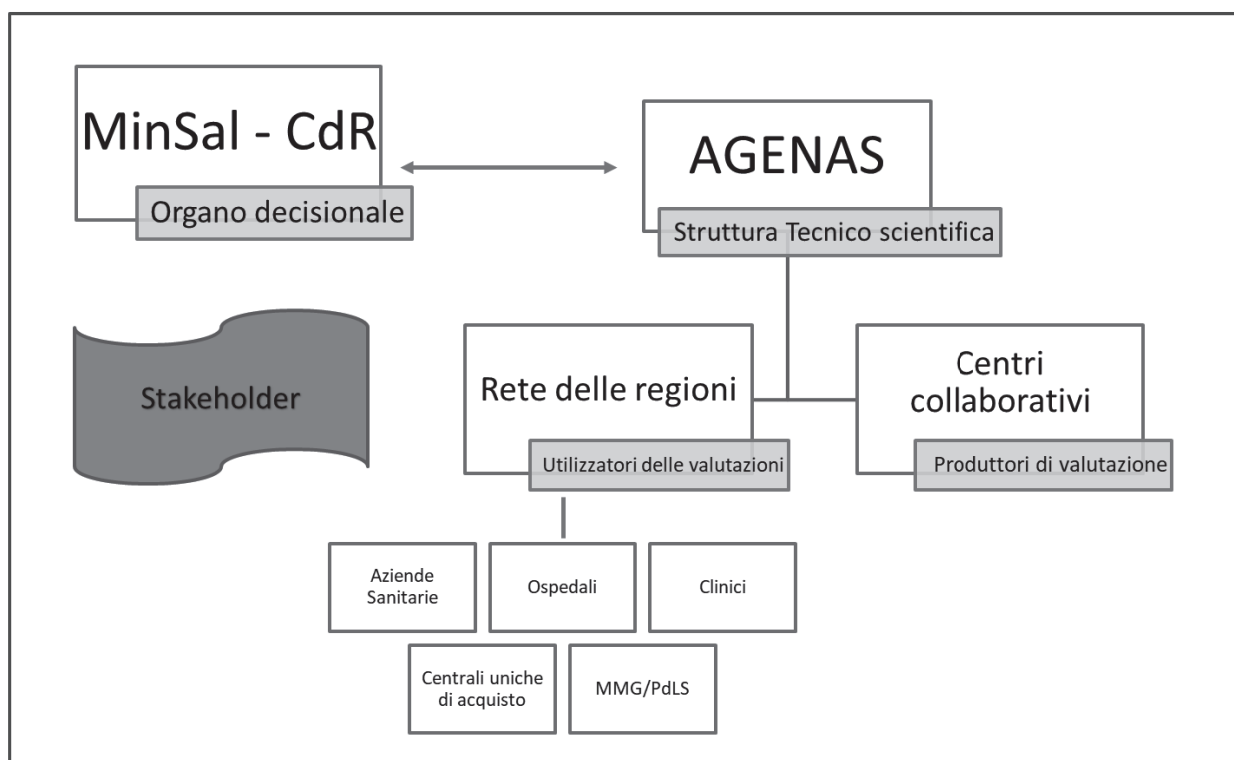 MinSal - CdR
Organo decisionale
AGENAS
Struttura Tecnico scientifica
Stakeholder
Rete delle regioni
Utilizzatori delle valutazioni
Centri
collaborativi
Produttori di valutazione
Aziende
Sanitarie
Ospedali
Clinici
Centrali uniche
di acquisto
MMG/PdLS